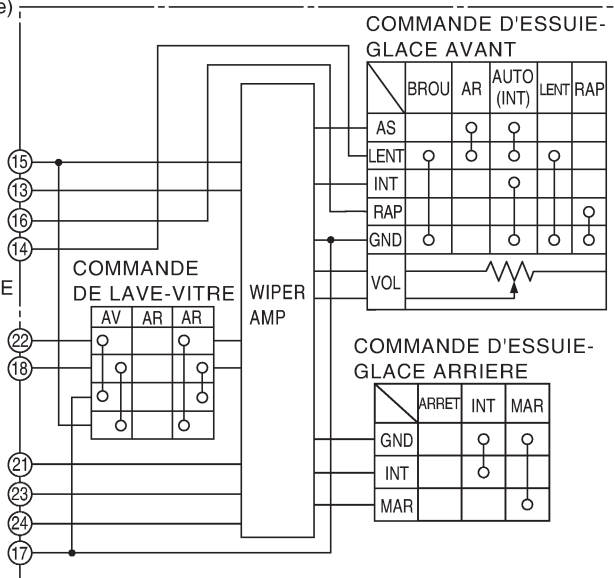 e)
COMMANDE D'ESSUIE-
GLACE AVANT
BROU AR AUTO (INT) LENT RAP
AS
LENT
INT
RAP
GND
VOL
15
13
16
14
E
COMMANDE
DE LAVE-VITRE
AV AR AR
WIPER
AMP
22
18
21
23
24
17
COMMANDE D'ESSUIE-
GLACE ARRIERE
ARRET INT MAR
GND
INT
MAR